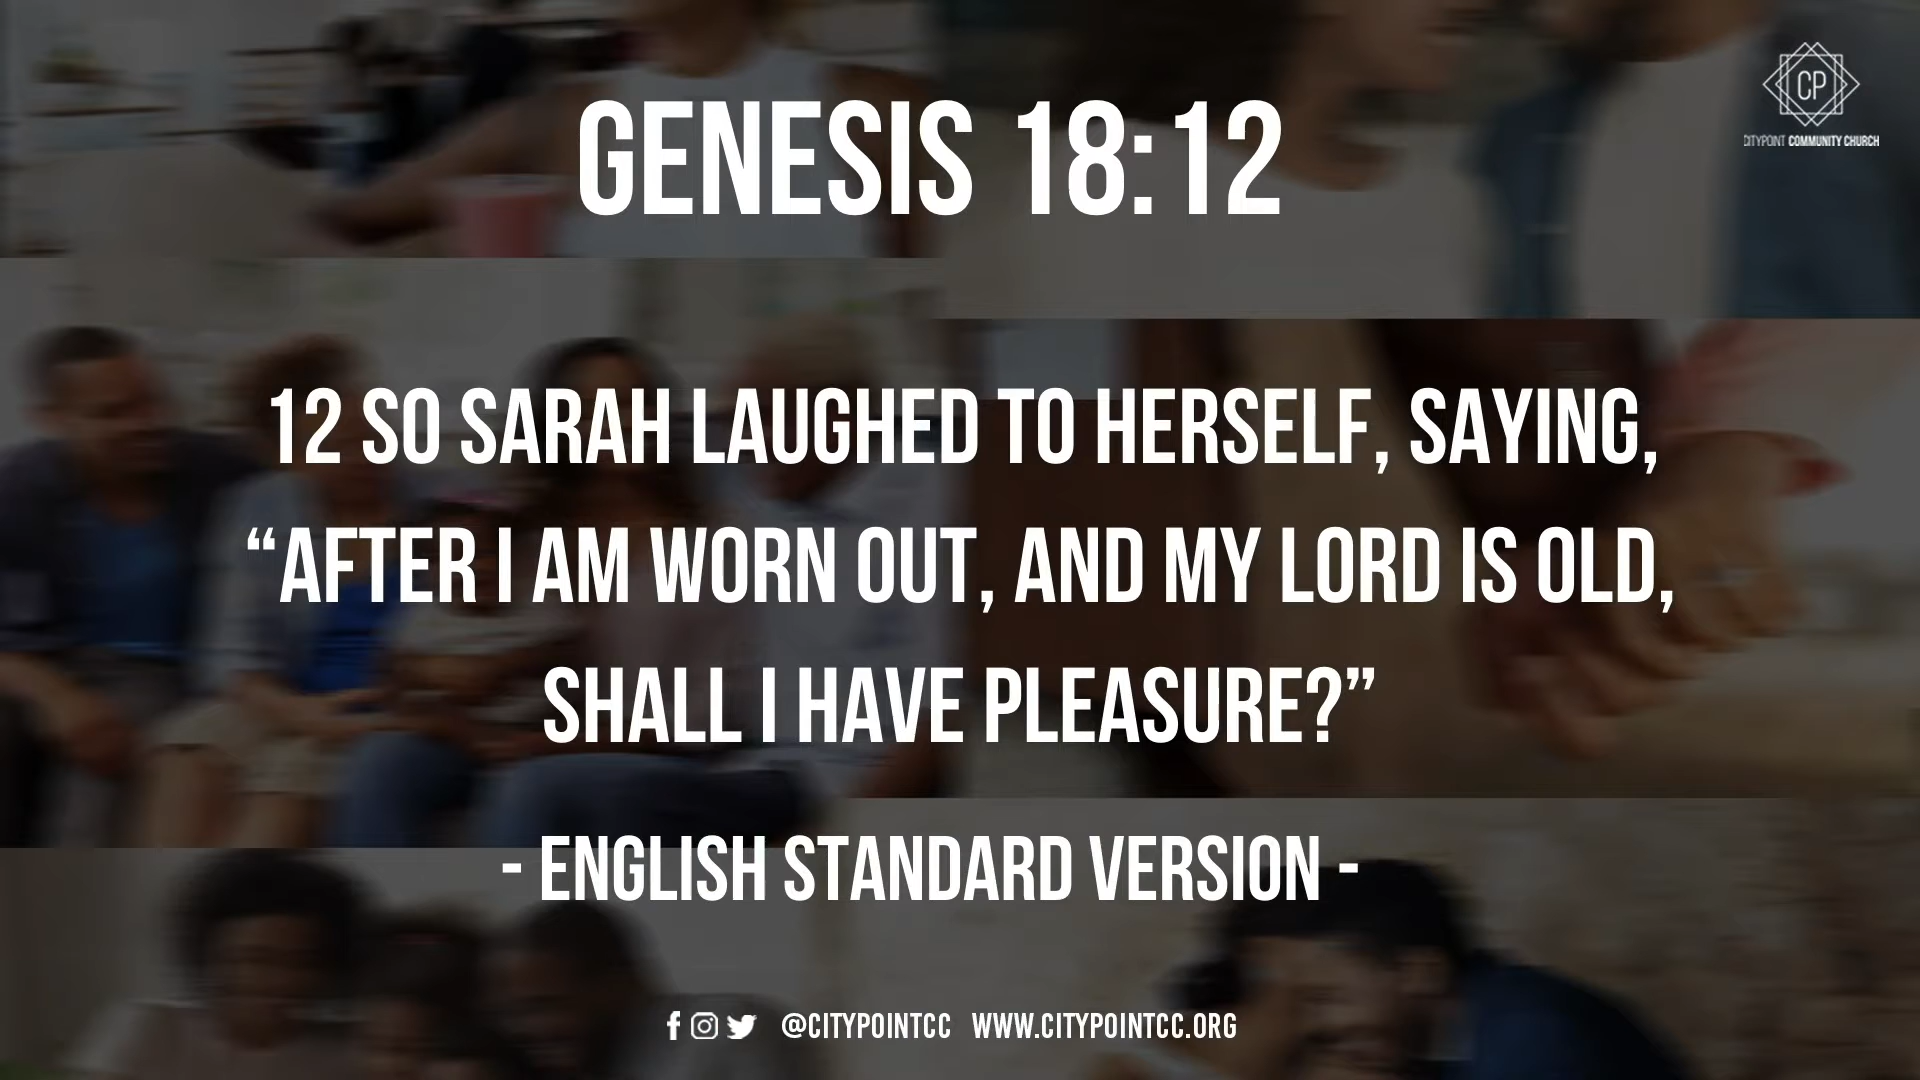 CP
CITYPOINT COMMUNITY CHURCH
GENESIS 18:12
12 SO SARAH LAUGHED TO HERSELF, SAYING,
“AFTER I AM WORN OUT, AND MY LORD IS OLD,
SHALL I HAVE PLEASURE?”
- ENGLISH STANDARD VERSION -
@CITYPOINTCC WWW.CITYPOINTCC.ORG